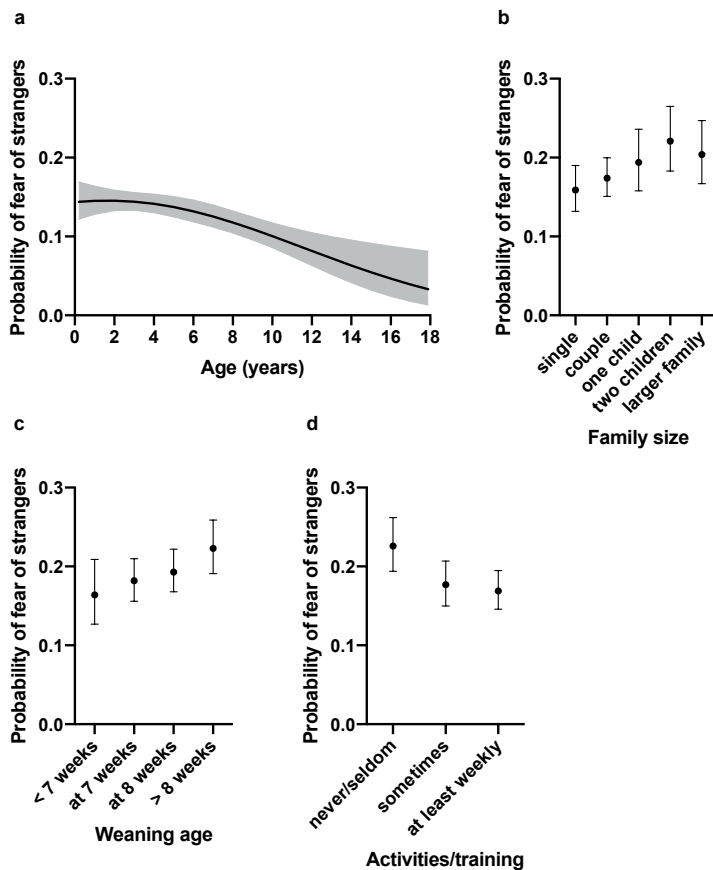 a
Probability of fear of strangers
0.3
0.2
0.1
0.0
0 2 4 6 8 10 12 14 16 18
Age (years)
b
Probability of fear of strangers
0.3
0.2
0.1
0.0
single
couple
one child
two children
larger family
Family size
c
Probability of fear of strangers
0.3
0.2
0.1
0.0
< 7 weeks
at 7 weeks
at 8 weeks
> 8 weeks
Weaning age
d
Probability of fear of strangers
0.3
0.2
0.1
0.0
never/seldom
sometimes
at least weekly
Activities/training